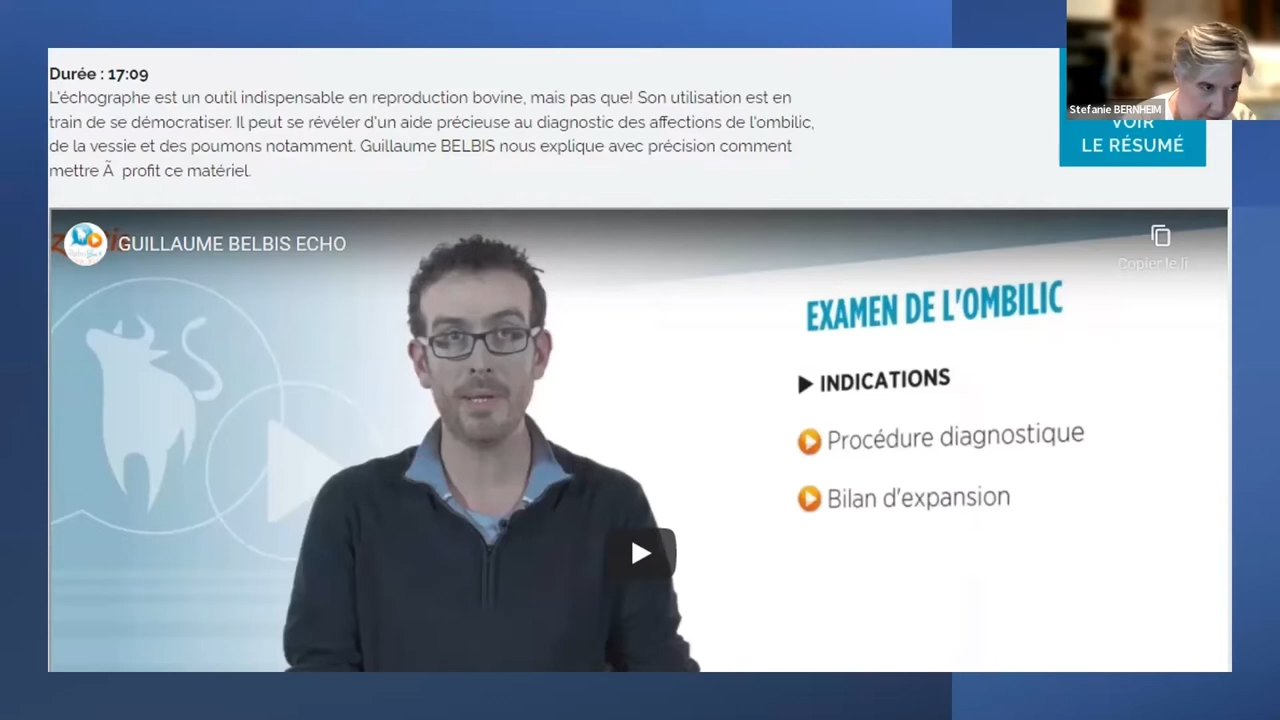 Durée : 17:09
L'échographe est un outil indispensable en reproduction bovine, mais pas que! Son utilisation est en
train de se démocratiser. Il peut se révéler d'un aide précieuse au diagnostic des affections de l'ombilic,
de la vessie et des poumons notamment. Guillaume BELBIS nous explique avec précision comment
mettre Ã  profit ce matériel.
Stefanie BERNHEIM
VOIR
LE RÉSUMÉ
GUILLAUME BELBIS ECHO
Copier le li
EXAMEN DE L'OMBILIC
INDICATIONS
Procédure diagnostique
Bilan d'expansion